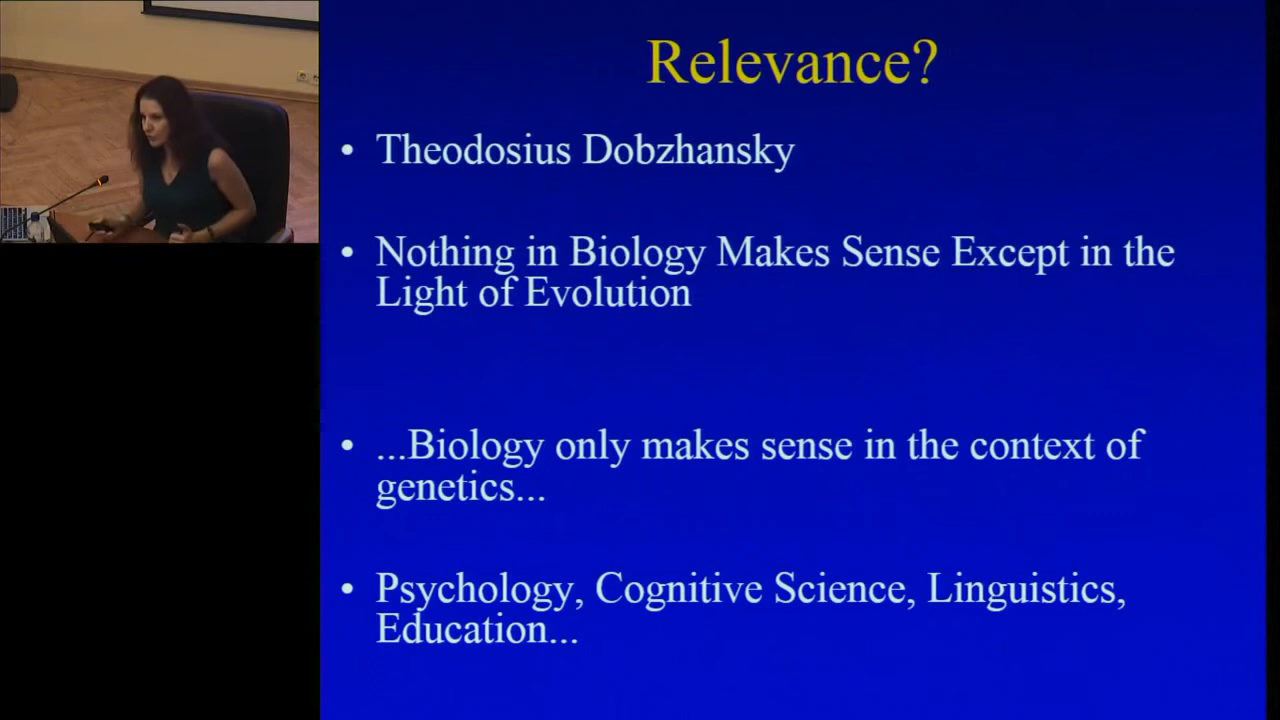 Relevance?
• Theodosius Dobzhansky
• Nothing in Biology Makes Sense Except in the
Light of Evolution
• ...Biology only makes sense in the context of
genetics...
• Psychology, Cognitive Science, Linguistics,
Education...